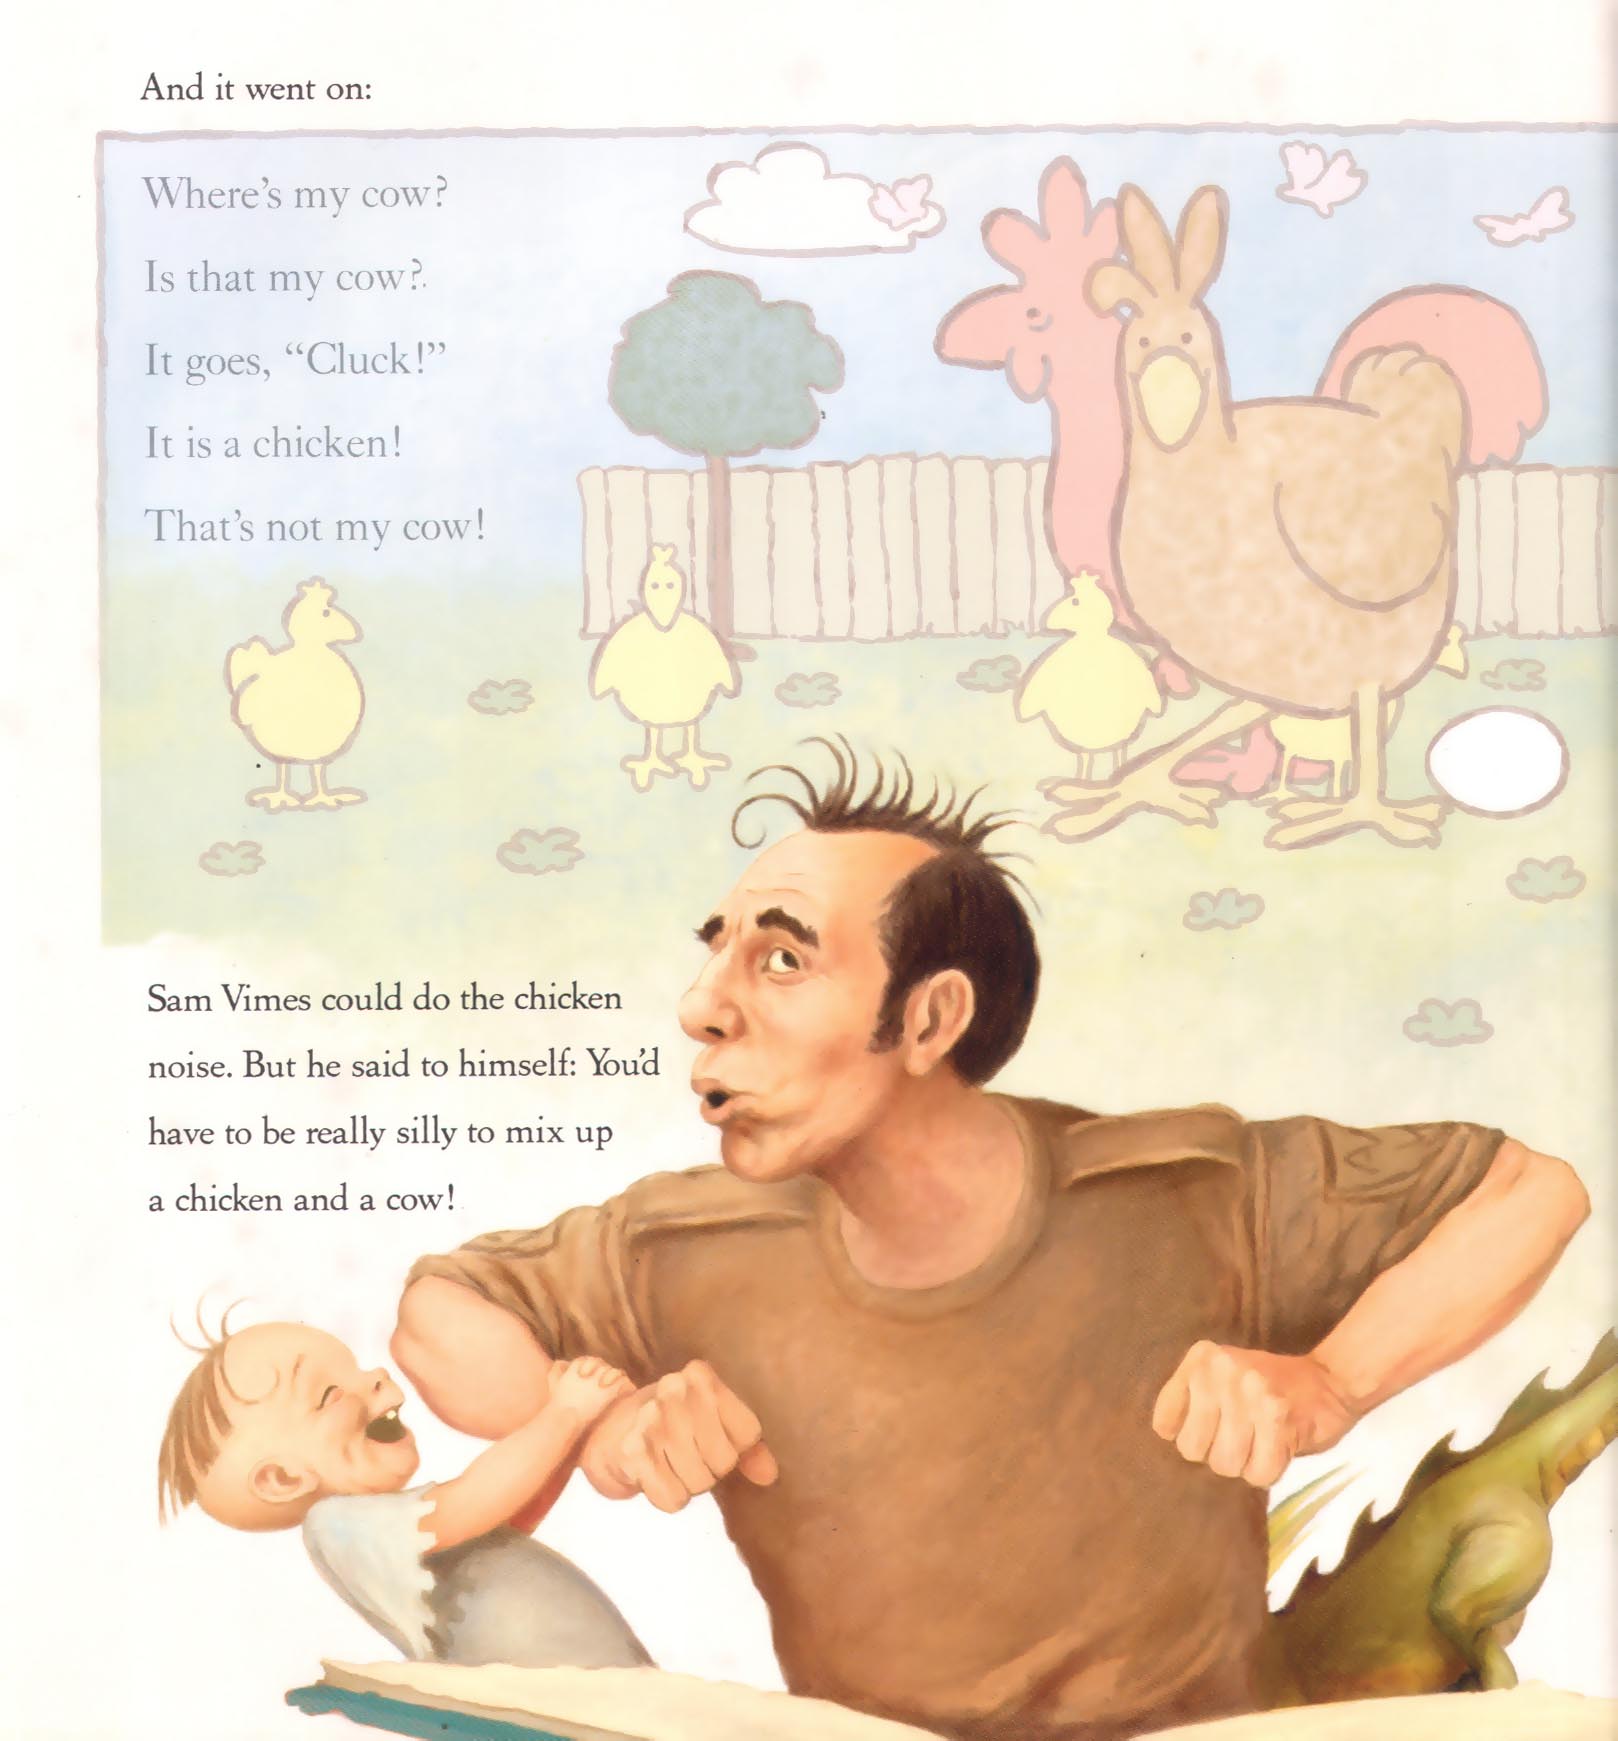 And it went on:
Where's my cow?
Is that my cow?
It goes, “Cluck!”
It is a chicken!
That's not my cow!
Sam Vimes could do the chicken
noise. But he said to himself: You'd
have to be really silly to mix up
a chicken and a cow!